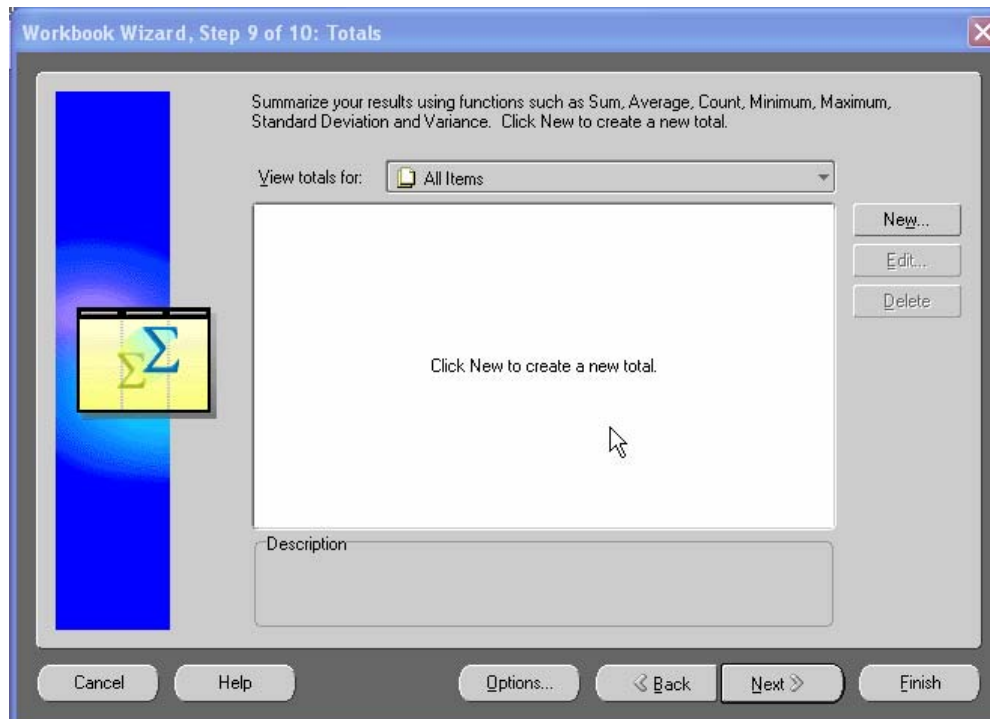 Workbook Wizard, Step 9 of 10: Totals
Summarize your results using functions such as Sum, Average, Count, Minimum, Maximum,
Standard Deviation and Variance. Click New to create a new total.
View totals for:
All Items
New...
Edit...
Delete
Click New to create a new total.
Description
Cancel
Help
Options...
Back
Next
Finish